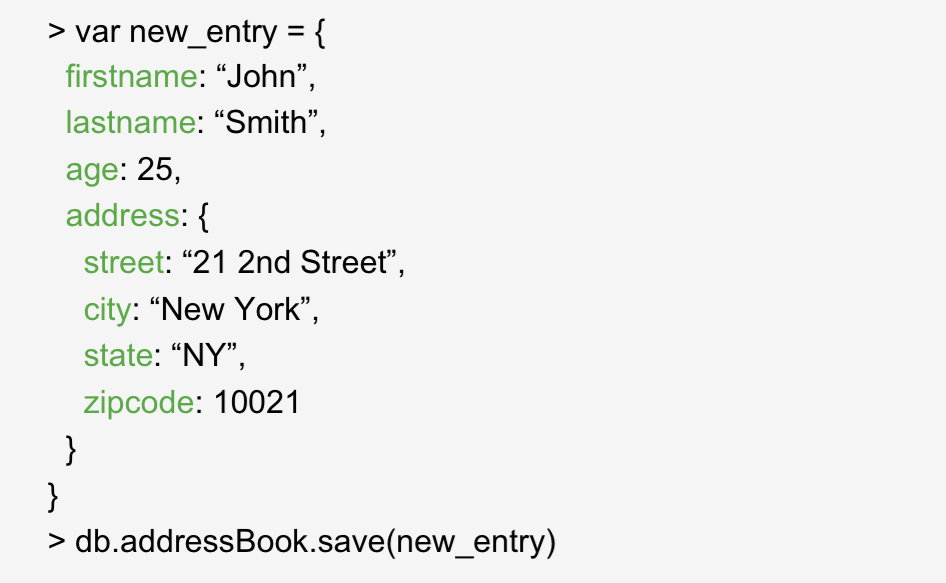 > var new_entry = {
firstname: “John”,
lastname: “Smith”,
age: 25,
address: {
street: “21 2nd Street”,
city: “New York”,
state: “NY”,
zipcode: 10021
}
}
> db.addressBook.save(new_entry)